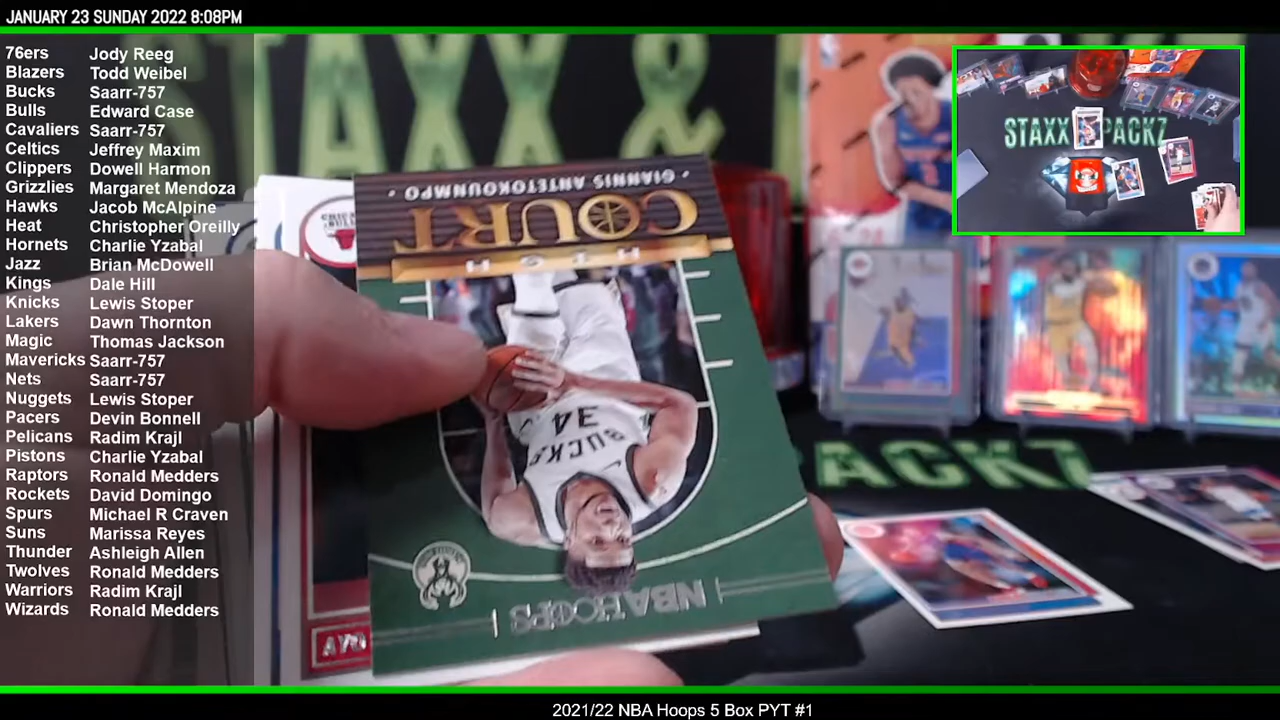 JANUARY 23 SUNDAY 2022 8:08PM
76ers Jody Reeg
Blazers Todd Weibel
Bucks Saarr-757
Bulls Edward Case
Cavaliers Saarr-757
Celtics Jeffrey Maxim
Clippers Dowell Harmon
Grizzlies Margaret Mendoza
Hawks Jacob McAlpine
Heat Christopher Oreilly
Hornets Charlie Yzabal
Jazz Brian McDowell
Kings Dale Hill
Knicks Lewis Stoper
Lakers Dawn Thornton
Magic Thomas Jackson
Mavericks Saarr-757
Nets Saarr-757
Nuggets Lewis Stoper
Pacers Devin Bonnell
Pelicans Radim Krajl
Pistons Charlie Yzabal
Raptors Ronald Medders
Rockets David Domingo
Spurs Michael R Craven
Suns Marissa Reyes
Thunder Ashleigh Allen
Twolves Ronald Medders
Warriors Radim Krajl
Wizards Ronald Medders
STAXX &
PACKZ
STAXX PACKZ
NBA HOOPS
BUCKS
34
HIGH
COURT
• GIANNIS ANTETOKOUNMPO •
AYO
2021/22 NBA Hoops 5 Box PYT #1